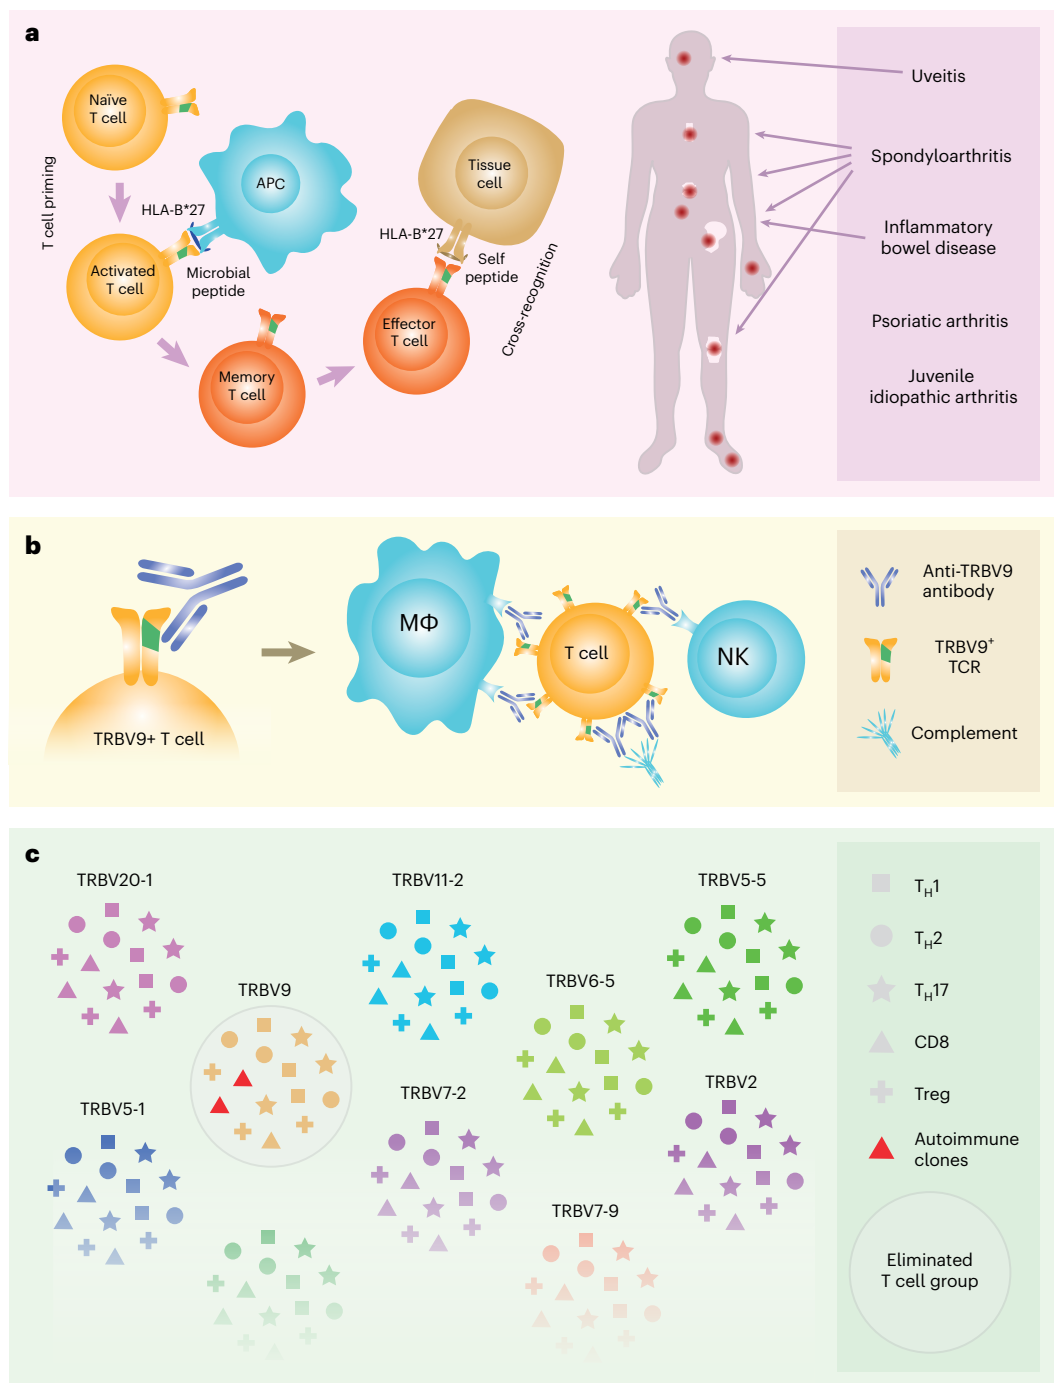 a
Naïve
T cell
T cell priming
APC
HLA-B*27
Activated
T cell
Microbial
peptide
Memory
T cell
Tissue
cell
HLA-B*27
Self
peptide
Cross-recognition
Effector
T cell
Uveitis
Spondyloarthritis
Inflammatory
bowel disease
Psoriatic arthritis
Juvenile
idiopathic arthritis
b
TRBV9+ T cell
MΦ
T cell
NK
Anti-TRBV9
antibody
TRBV9⁺
TCR
Complement
c
TRBV20-1
TRBV11-2
TRBV5-5
TRBV9
TRBV6-5
TRBV5-1
TRBV7-2
TRBV2
TRBV7-9
T_H1
T_H2
T_H17
CD8
Treg
Autoimmune
clones
Eliminated
T cell group